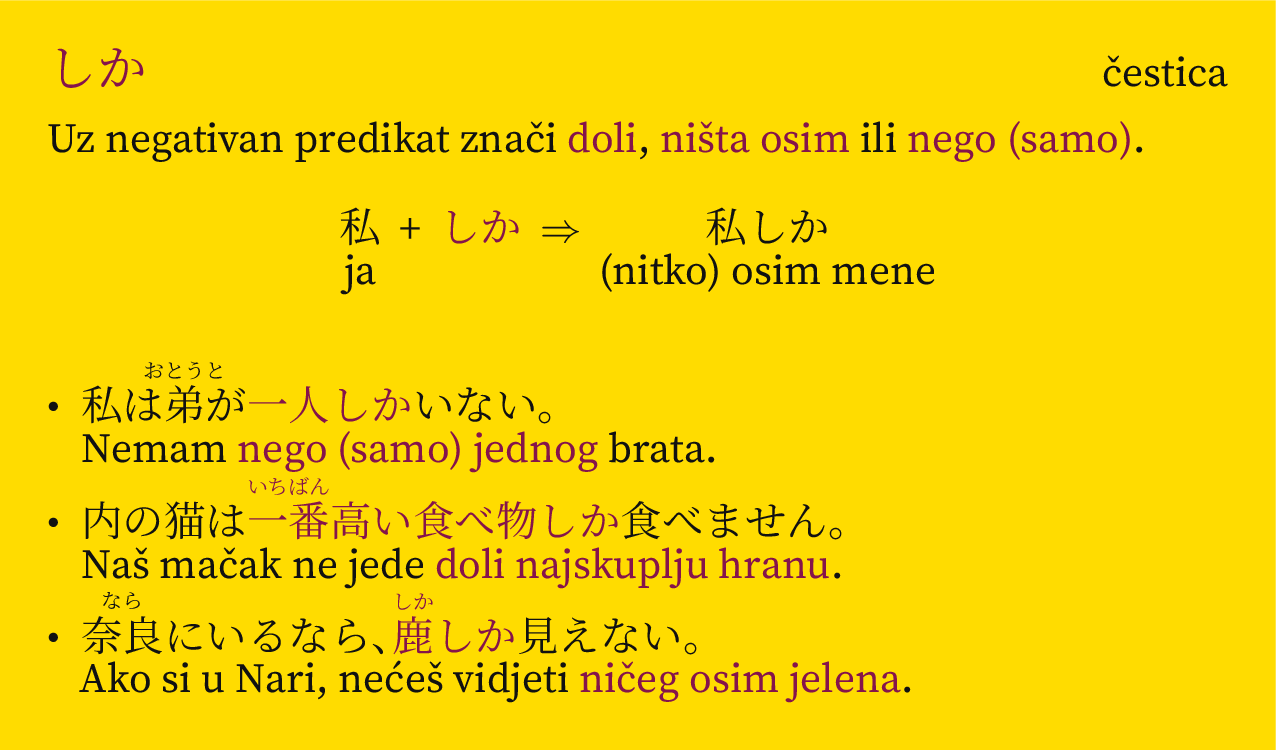 しか čestica
Uz negativan predikat znači doli, ništa osim ili nego (samo).
私 + しか ⇒ 私しか
ja (nitko) osim mene
おとうと
• 私は弟が一人しかいない。
Nemam nego (samo) jednog brata.
いちばん
• 内の猫は一番高い食べ物しか食べません。
Naš mačak ne jede doli najskuplju hranu.
なら しか
• 奈良にいるなら、鹿しか見えない。
Ako si u Nari, nećeš vidjeti ničeg osim jelena.